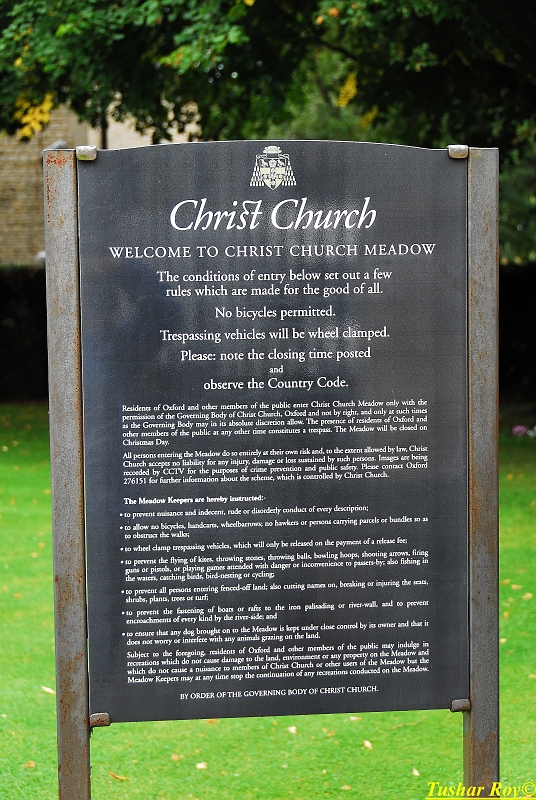 Christ Church
WELCOME TO CHRIST CHURCH MEADOW
The conditions of entry below set out a few
rules which are made for the good of all.
No bicycles permitted.
Trespassing vehicles will be wheel clamped.
Please: note the closing time posted
and
observe the Country Code.
Residents of Oxford and other members of the public enter Christ Church Meadow only with the
permission of the Governing Body of Christ Church, Oxford and not by right, and only at such times
as the Governing Body may in its absolute discretion allow. The presence of residents of Oxford and
other members of the public at any other time constitutes a trespass. The Meadow will be closed on
Christmas Day.
All persons entering the Meadow do so entirely at their own risk and, to the extent allowed by law, Christ
Church accepts no liability for any injury, damage or loss sustained by such persons. Images are being
recorded by CCTV for the purposes of crime prevention and public safety. Please contact Oxford
276151 for further information about the scheme, which is controlled by Christ Church.
The Meadow Keepers are hereby instructed:-
• to prevent nuisance and indecent, rude or disorderly conduct of every description;
• to allow no bicycles, handcarts, wheelbarrows; no hawkers or persons carrying parcels or bundles so as
to obstruct the walks;
• to wheel clamp trespassing vehicles, which will only be released on the payment of a release fee;
• to prevent the flying of kites, throwing stones, throwing balls, bowling hoops, shooting arrows, firing
guns or pistols, or playing games attended with danger or inconvenience to passers-by; also fishing in
the waters, catching birds, bird-nesting or cycling;
• to prevent all persons entering fenced-off land; also cutting names on, breaking or injuring the seats,
shrubs, plants, trees or turf;
• to prevent the fastening of boats or rafts to the iron palisading or river-wall, and to prevent
encroachments of every kind by the river-side; and
• to ensure that any dog brought on to the Meadow is kept under close control by its owner and that it
does not worry or interfere with any animals grazing on the land.
Subject to the foregoing, residents of Oxford and other members of the public may indulge in
recreations which do not cause damage to the land, environment or any property on the Meadow and
which do not cause a nuisance to members of Christ Church or other users of the Meadow but the
Meadow Keepers may at any time stop the continuation of any recreations conducted on the Meadow.
BY ORDER OF THE GOVERNING BODY OF CHRIST CHURCH.
Tushar Roy©